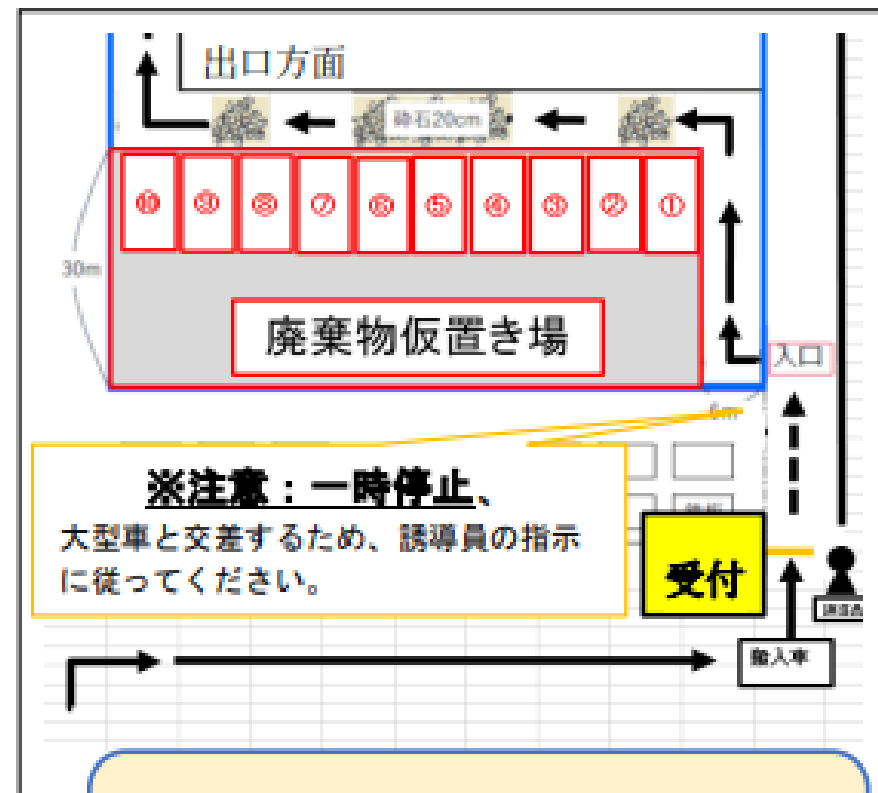 出口方面
砕石20cm
⑩ ⑨ ⑧ ⑦ ⑥ ⑤ ④ ③ ② ①
30m
廃棄物仮置き場
入口
6m
※注意：一時停止、
大型車と交差するため、誘導員の指示
に従ってください。
受付
搬入車